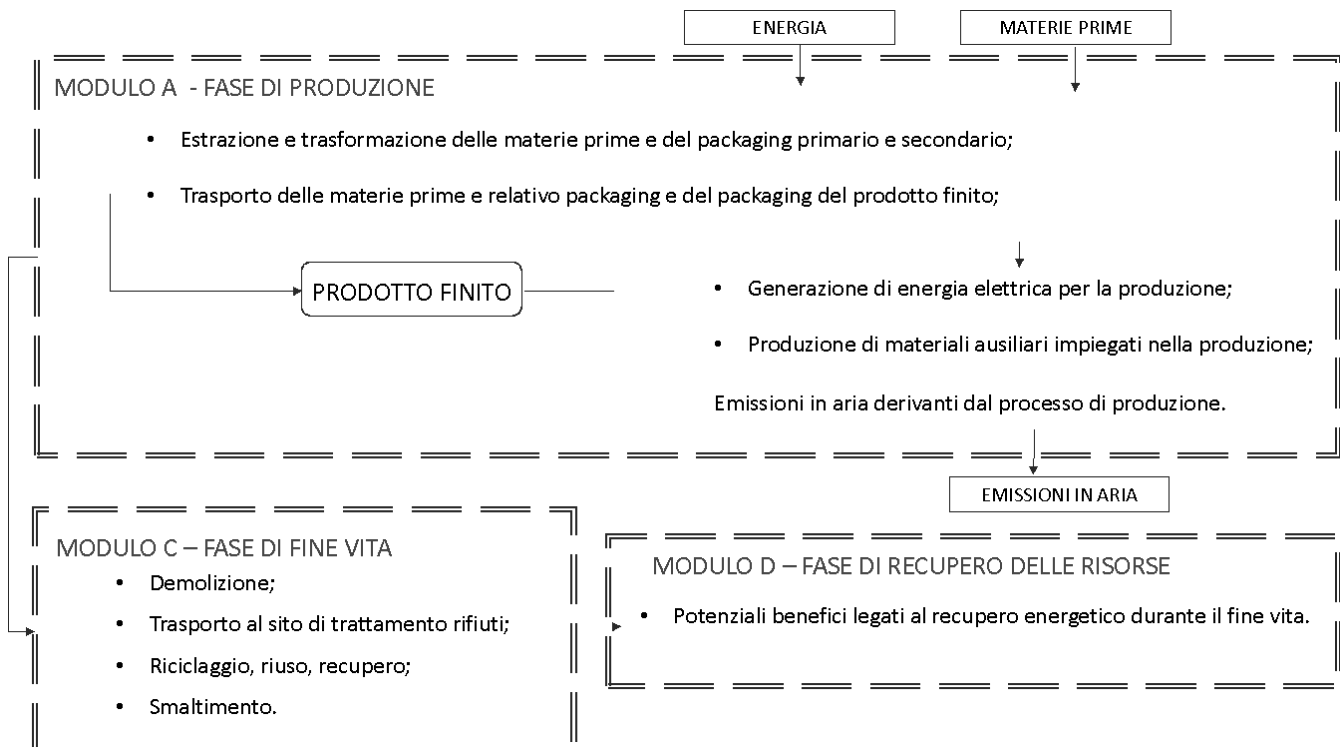 ENERGIA
MATERIE PRIME
MODULO A - FASE DI PRODUZIONE
• Estrazione e trasformazione delle materie prime e del packaging primario e secondario;
• Trasporto delle materie prime e relativo packaging e del packaging del prodotto finito;
PRODOTTO FINITO
• Generazione di energia elettrica per la produzione;
• Produzione di materiali ausiliari impiegati nella produzione;
Emissioni in aria derivanti dal processo di produzione.
EMISSIONI IN ARIA
MODULO C – FASE DI FINE VITA
• Demolizione;
• Trasporto al sito di trattamento rifiuti;
• Riciclaggio, riuso, recupero;
• Smaltimento.
MODULO D – FASE DI RECUPERO DELLE RISORSE
• Potenziali benefici legati al recupero energetico durante il fine vita.